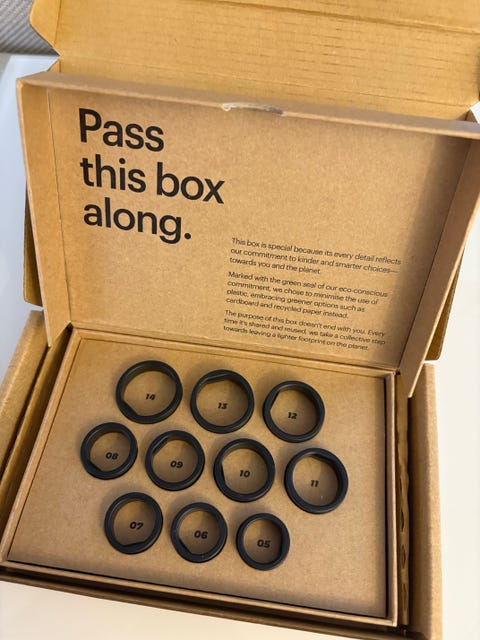 Pass
this box
along.
This box is special because its every detail reflects
our commitment to kinder and smarter choices—
towards you and the planet.
Marked with the green seal of our eco-conscious
commitment, we chose to minimise the use of
plastic, embracing greener options such as
cardboard and recycled paper instead.
The purpose of this box doesn't end with you. Every
time it's shared and reused, we take a collective step
towards leaving a lighter footprint on the planet.
14 13 12
08 09 10 11
07 06 05